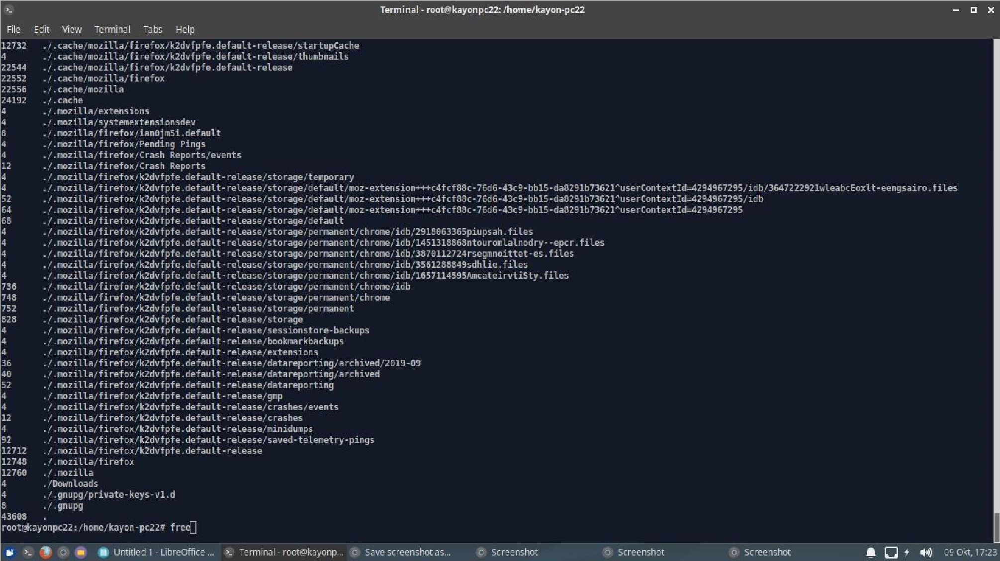 Terminal - root@kayonpc22: /home/kayon-pc22
File Edit View Terminal Tabs Help
12732 ./.cache/mozilla/firefox/k2dvfpfe.default-release/startupCache
4 ./.cache/mozilla/firefox/k2dvfpfe.default-release/thumbnails
22544 ./.cache/mozilla/firefox/k2dvfpfe.default-release
22552 ./.cache/mozilla/firefox
22556 ./.cache/mozilla
24192 ./.cache
4 ./.mozilla/extensions
4 ./.mozilla/systemextensionsdev
8 ./.mozilla/firefox/ian0jm5i.default
4 ./.mozilla/firefox/Pending Pings
4 ./.mozilla/firefox/Crash Reports/events
12 ./.mozilla/firefox/Crash Reports
4 ./.mozilla/firefox/k2dvfpfe.default-release/storage/temporary
4 ./.mozilla/firefox/k2dvfpfe.default-release/storage/default/moz-extension+++c4fcf88c-76d6-43c9-bb15-da8291b73621^userContextId=4294967295/idb/3647222921wleabcEoxlt-eengsairo.files
52 ./.mozilla/firefox/k2dvfpfe.default-release/storage/default/moz-extension+++c4fcf88c-76d6-43c9-bb15-da8291b73621^userContextId=4294967295/idb
64 ./.mozilla/firefox/k2dvfpfe.default-release/storage/default/moz-extension+++c4fcf88c-76d6-43c9-bb15-da8291b73621^userContextId=4294967295
68 ./.mozilla/firefox/k2dvfpfe.default-release/storage/default
4 ./.mozilla/firefox/k2dvfpfe.default-release/storage/permanent/chrome/idb/2918063365piupsah.files
4 ./.mozilla/firefox/k2dvfpfe.default-release/storage/permanent/chrome/idb/1451318868ntouromlalnodry--epcr.files
4 ./.mozilla/firefox/k2dvfpfe.default-release/storage/permanent/chrome/idb/3870112724rsegmnoittet-es.files
4 ./.mozilla/firefox/k2dvfpfe.default-release/storage/permanent/chrome/idb/3561288849sdhlie.files
4 ./.mozilla/firefox/k2dvfpfe.default-release/storage/permanent/chrome/idb/1657114595AmcateirvtiSty.files
736 ./.mozilla/firefox/k2dvfpfe.default-release/storage/permanent/chrome/idb
748 ./.mozilla/firefox/k2dvfpfe.default-release/storage/permanent/chrome
752 ./.mozilla/firefox/k2dvfpfe.default-release/storage/permanent
828 ./.mozilla/firefox/k2dvfpfe.default-release/storage
4 ./.mozilla/firefox/k2dvfpfe.default-release/sessionstore-backups
4 ./.mozilla/firefox/k2dvfpfe.default-release/bookmarkbackups
4 ./.mozilla/firefox/k2dvfpfe.default-release/extensions
36 ./.mozilla/firefox/k2dvfpfe.default-release/datareporting/archived/2019-09
40 ./.mozilla/firefox/k2dvfpfe.default-release/datareporting/archived
52 ./.mozilla/firefox/k2dvfpfe.default-release/datareporting
4 ./.mozilla/firefox/k2dvfpfe.default-release/gmp
4 ./.mozilla/firefox/k2dvfpfe.default-release/crashes/events
12 ./.mozilla/firefox/k2dvfpfe.default-release/crashes
4 ./.mozilla/firefox/k2dvfpfe.default-release/minidumps
92 ./.mozilla/firefox/k2dvfpfe.default-release/saved-telemetry-pings
12712 ./.mozilla/firefox/k2dvfpfe.default-release
12748 ./.mozilla/firefox
12760 ./.mozilla
4 ./Downloads
4 ./.gnupg/private-keys-v1.d
8 ./.gnupg
43608 .
root@kayonpc22:/home/kayon-pc22# free
Untitled 1 - LibreOffice ... Terminal - root@kayonp... Save screenshot as... Screenshot Screenshot Screenshot 09 Okt, 17:23